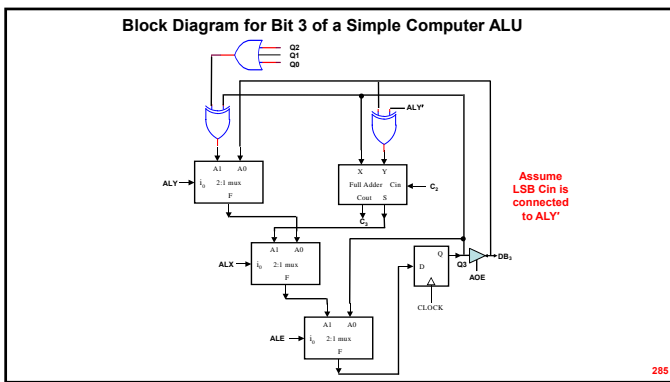 Block Diagram for Bit 3 of a Simple Computer ALU
Q2
Q1
Q0
ALY′
A1 A0
ALY i0 2:1 mux
F
X Y
Full Adder Cin
Cout S
C2
C3
Assume
LSB Cin is
connected
to ALY′
A1 A0
ALX i0 2:1 mux
F
Q
D
Q3
DB3
AOE
CLOCK
A1 A0
ALE i0 2:1 mux
F
285